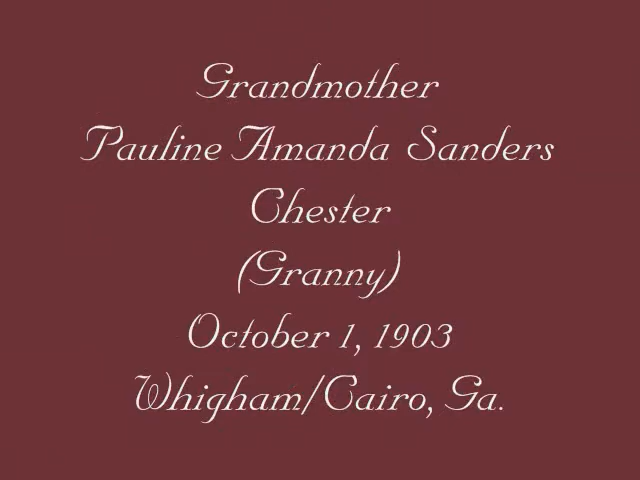 Grandmother
Pauline Amanda Sanders
Chester
(Granny)
October 1, 1903
Whigham/Cairo, Ga.